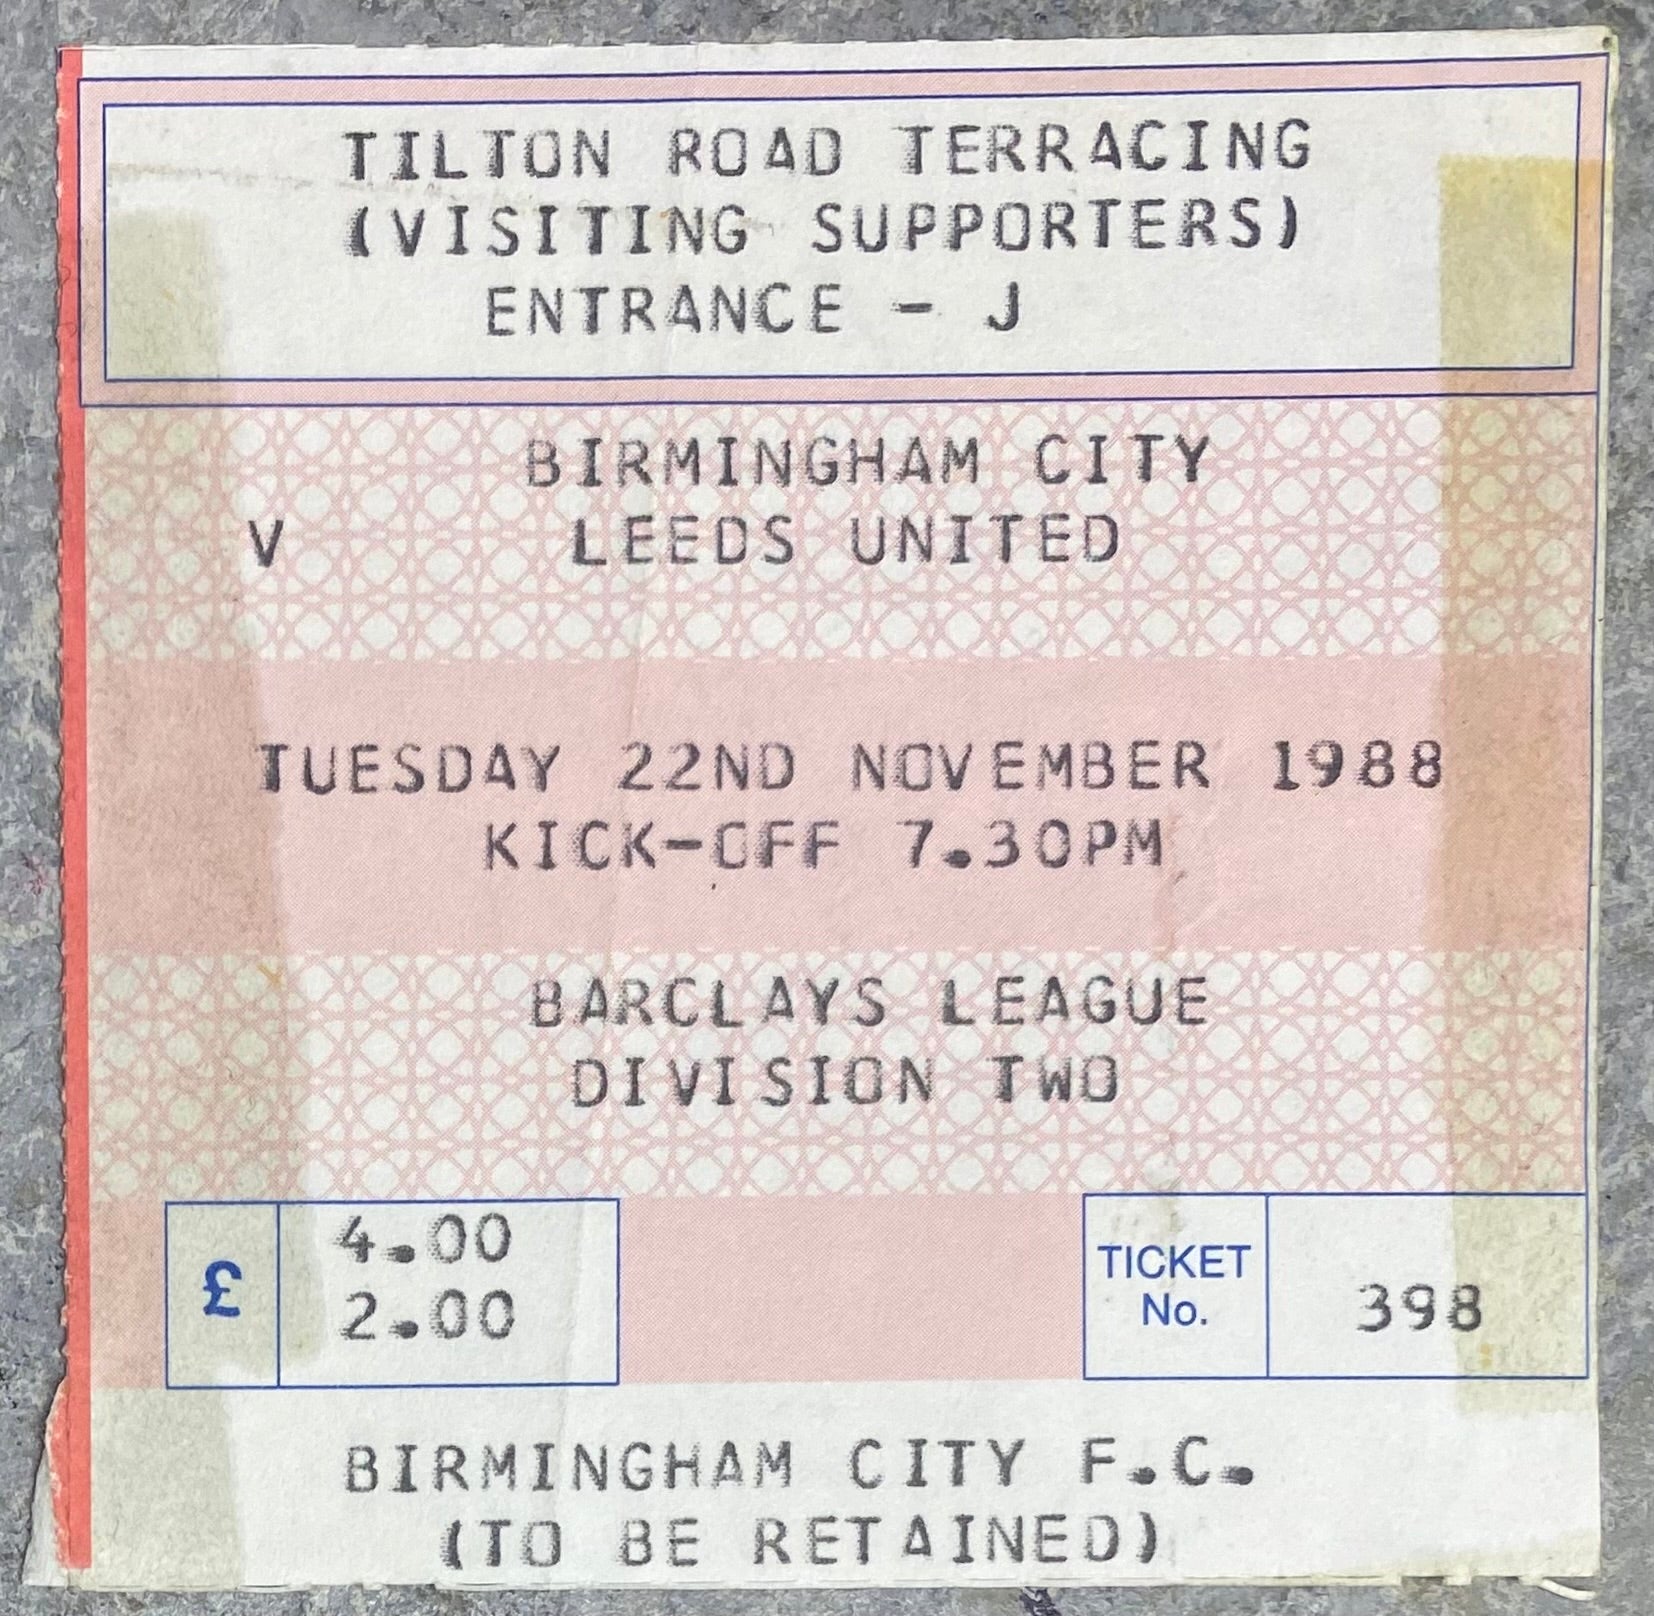 TILTON ROAD TERRACING
(VISITING SUPPORTERS)
ENTRANCE - J
BIRMINGHAM CITY
V LEEDS UNITED
TUESDAY 22ND NOVEMBER 1988
KICK-OFF 7.30PM
BARCLAYS LEAGUE
DIVISION TWO
£ 4.00
2.00
TICKET No. 398
BIRMINGHAM CITY F.C.
(TO BE RETAINED)